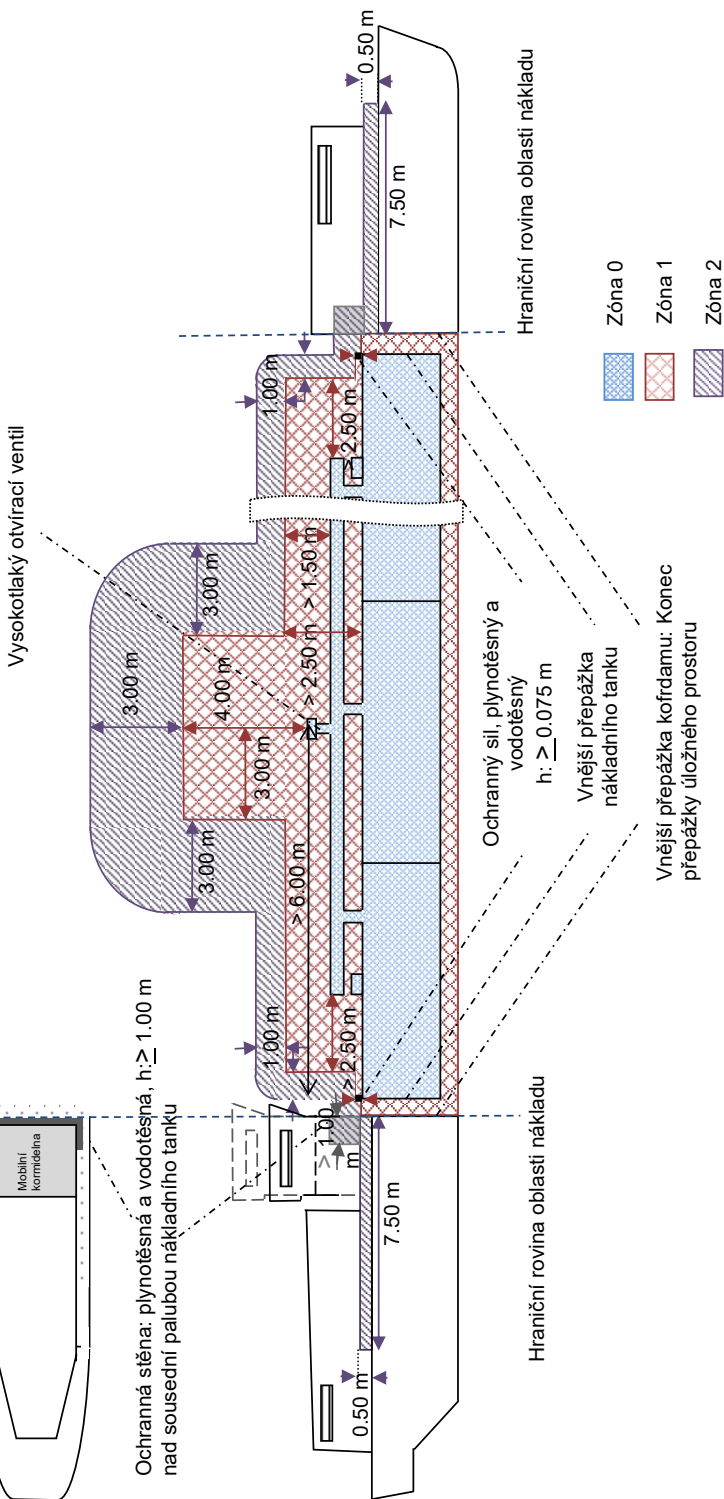 Mobilní
kormidelna
Ochranná stěna: plynotěsná a vodotěsná, h:≥ 1.00 m
nad sousední palubou nákladního tanku
Vysokotlaký otvírací ventil
3.00 m
4.00 m
3.00 m
3.00 m
3.00 m
1.00 m
1.00 m
> 6.00 m
> 2.50 m
> 1.50 m
> 2.50 m
> 2.50 m
> 1.00
m
0.50 m
7.50 m
0.50 m
7.50 m
Hraniční rovina oblasti nákladu
Hraniční rovina oblasti nákladu
Ochranný sil, plynotěsný a
vodotěsný
h: ≥ 0.075 m
Vnější přepážka
nákladního tanku
Vnější přepážka kofrdamu: Konec
přepážky úložného prostoru
Zóna 0
Zóna 1
Zóna 2